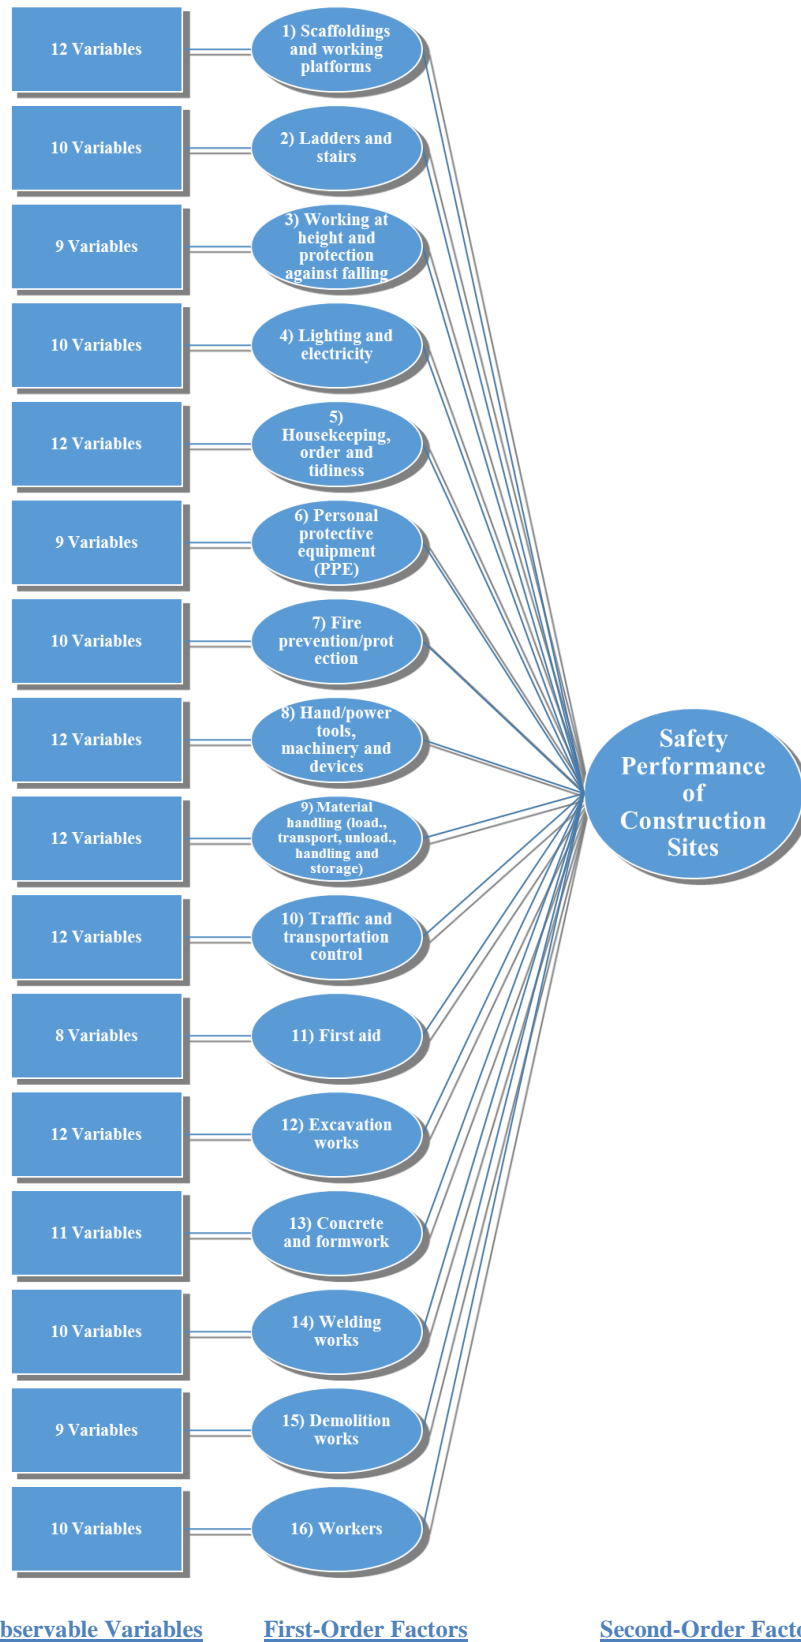 12 Variables
1) Scaffoldings
and working
platforms
10 Variables
2) Ladders and
stairs
9 Variables
3) Working at
height and
protection
against falling
10 Variables
4) Lighting and
electricity
12 Variables
5)
Housekeeping,
order and
tidiness
9 Variables
6) Personal
protective
equipment
(PPE)
10 Variables
7) Fire
prevention/prot
ection
12 Variables
8) Hand/power
tools,
machinery and
devices
12 Variables
9) Material
handling (load.,
transport, unload.,
handling and
storage)
12 Variables
10) Traffic and
transportation
control
8 Variables
11) First aid
12 Variables
12) Excavation
works
11 Variables
13) Concrete
and formwork
10 Variables
14) Welding
works
9 Variables
15) Demolition
works
10 Variables
16) Workers
Safety
Performance
of
Construction
Sites
bservable Variables
First-Order Factors
Second-Order Facto